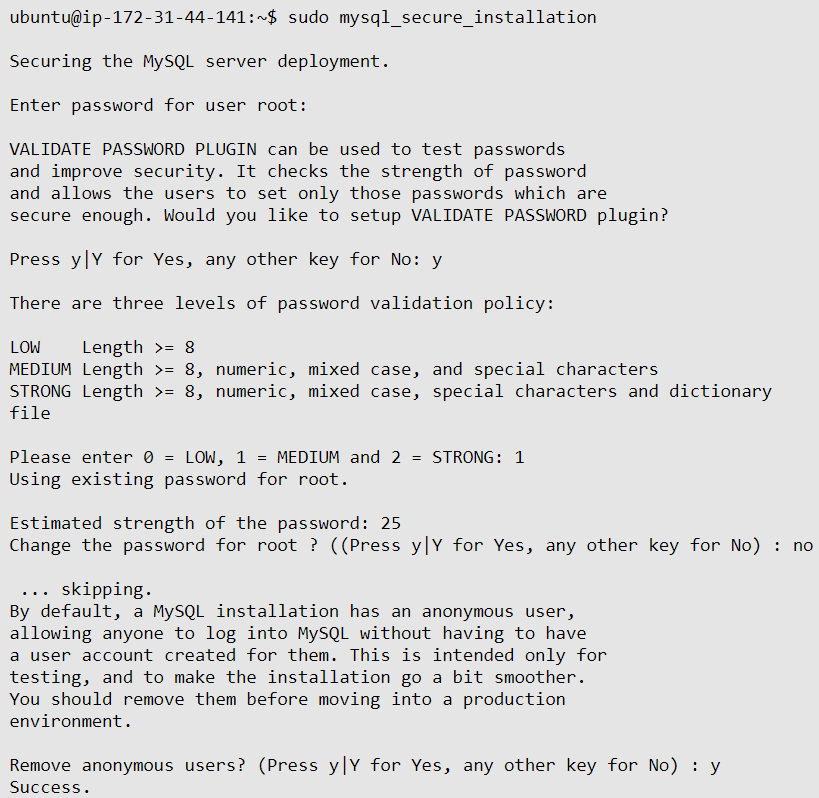 ubuntu@ip-172-31-44-141:~$ sudo mysql_secure_installation
Securing the MySQL server deployment.
Enter password for user root:
VALIDATE PASSWORD PLUGIN can be used to test passwords
and improve security. It checks the strength of password
and allows the users to set only those passwords which are
secure enough. Would you like to setup VALIDATE PASSWORD plugin?
Press y|Y for Yes, any other key for No: y
There are three levels of password validation policy:
LOW    Length >= 8
MEDIUM Length >= 8, numeric, mixed case, and special characters
STRONG Length >= 8, numeric, mixed case, special characters and dictionary
file
Please enter 0 = LOW, 1 = MEDIUM and 2 = STRONG: 1
Using existing password for root.
Estimated strength of the password: 25
Change the password for root ? ((Press y|Y for Yes, any other key for No) : no
 ... skipping.
By default, a MySQL installation has an anonymous user,
allowing anyone to log into MySQL without having to have
a user account created for them. This is intended only for
testing, and to make the installation go a bit smoother.
You should remove them before moving into a production
environment.
Remove anonymous users? (Press y|Y for Yes, any other key for No) : y
Success.